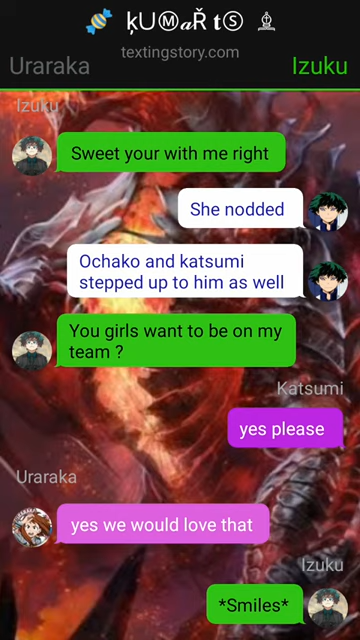 🍬 ķUⓂ𝒂Ř 𝐭Ⓢ ♗
textingstory.com
Uraraka
Izuku
Izuku
Sweet your with me right
She nodded
Ochako and katsumi
stepped up to him as well
You girls want to be on my
team ?
Katsumi
yes please
Uraraka
yes we would love that
Izuku
*Smiles*